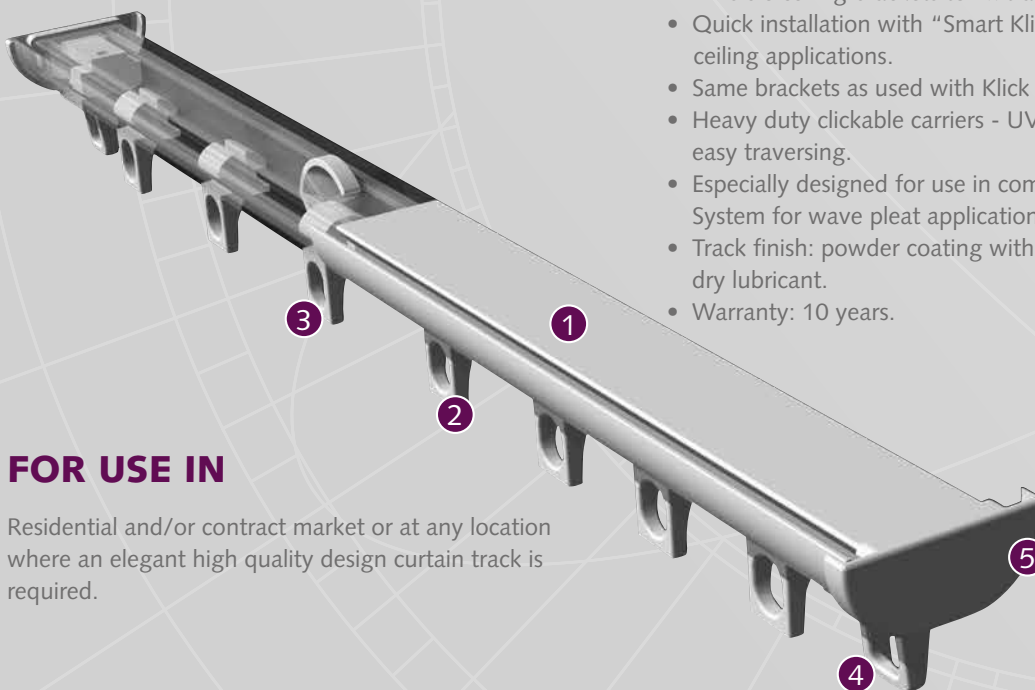 • Quick installation with “Smart Kli
ceiling applications.
• Same brackets as used with Klick
• Heavy duty clickable carriers - UV
easy traversing.
• Especially designed for use in com
System for wave pleat application
• Track finish: powder coating with
dry lubricant.
• Warranty: 10 years.
3
1
2
FOR USE IN
Residential and/or contract market or at any location
where an elegant high quality design curtain track is
required.
5
4